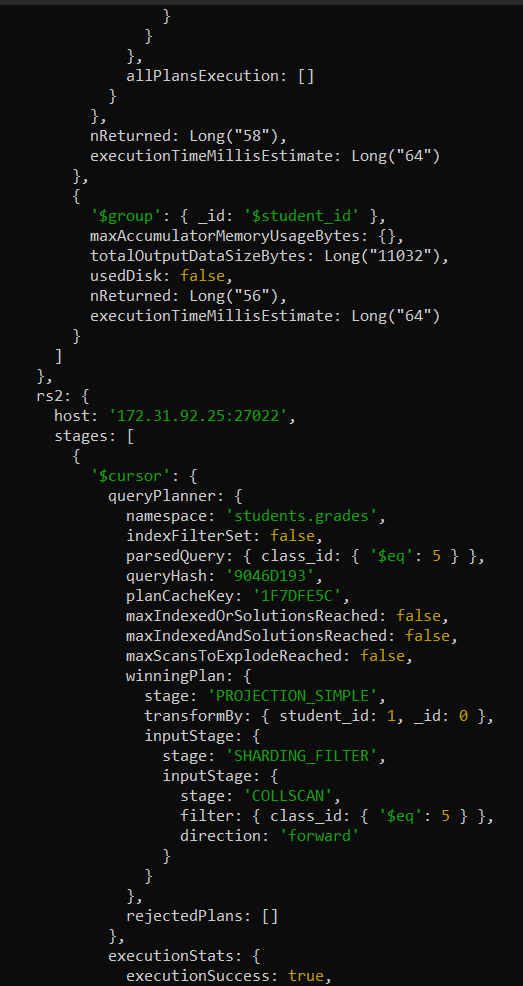 }
}
},
allPlansExecution: []
}
},
nReturned: Long("58"),
executionTimeMillisEstimate: Long("64")
},
{
'$group': { _id: '$student_id' },
maxAccumulatorMemoryUsageBytes: {},
totalOutputDataSizeBytes: Long("11032"),
usedDisk: false,
nReturned: Long("56"),
executionTimeMillisEstimate: Long("64")
}
]
},
rs2: {
host: '172.31.92.25:27022',
stages: [
{
'$cursor': {
queryPlanner: {
namespace: 'students.grades',
indexFilterSet: false,
parsedQuery: { class_id: { '$eq': 5 } },
queryHash: '9046D193',
planCacheKey: '1F7DFE5C',
maxIndexedOrSolutionsReached: false,
maxIndexedAndSolutionsReached: false,
maxScansToExplodeReached: false,
winningPlan: {
stage: 'PROJECTION_SIMPLE',
transformBy: { student_id: 1, _id: 0 },
inputStage: {
stage: 'SHARDING_FILTER',
inputStage: {
stage: 'COLLSCAN',
filter: { class_id: { '$eq': 5 } },
direction: 'forward'
}
}
},
rejectedPlans: []
},
executionStats: {
executionSuccess: true,